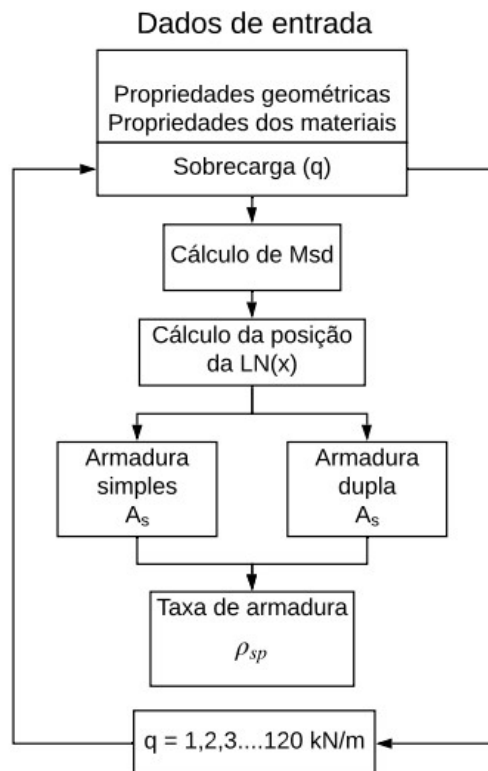 Dados de entrada
Propriedades geométricas
Propriedades dos materiais
Sobrecarga (q)
Cálculo de Msd
Cálculo da posição
da LN(x)
Armadura
simples
Aₛ
Armadura
dupla
Aₛ
Taxa de armadura
ρₛₚ
q = 1,2,3....120 kN/m